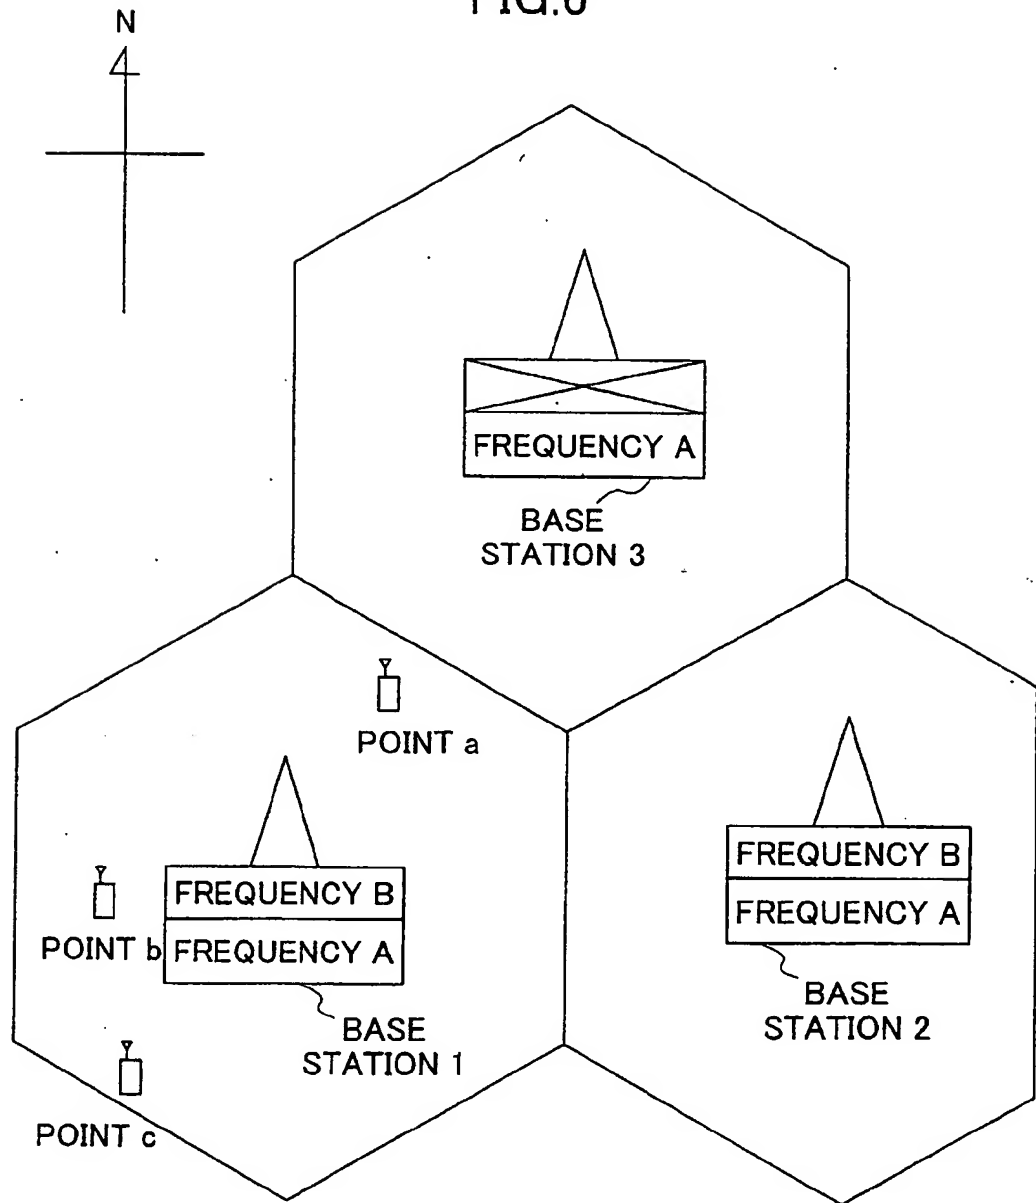 N
FREQUENCY A
BASE
STATION 3
POINT a
FREQUENCY B
FREQUENCY A
POINT b
BASE
STATION 1
FREQUENCY B
FREQUENCY A
BASE
STATION 2
POINT c